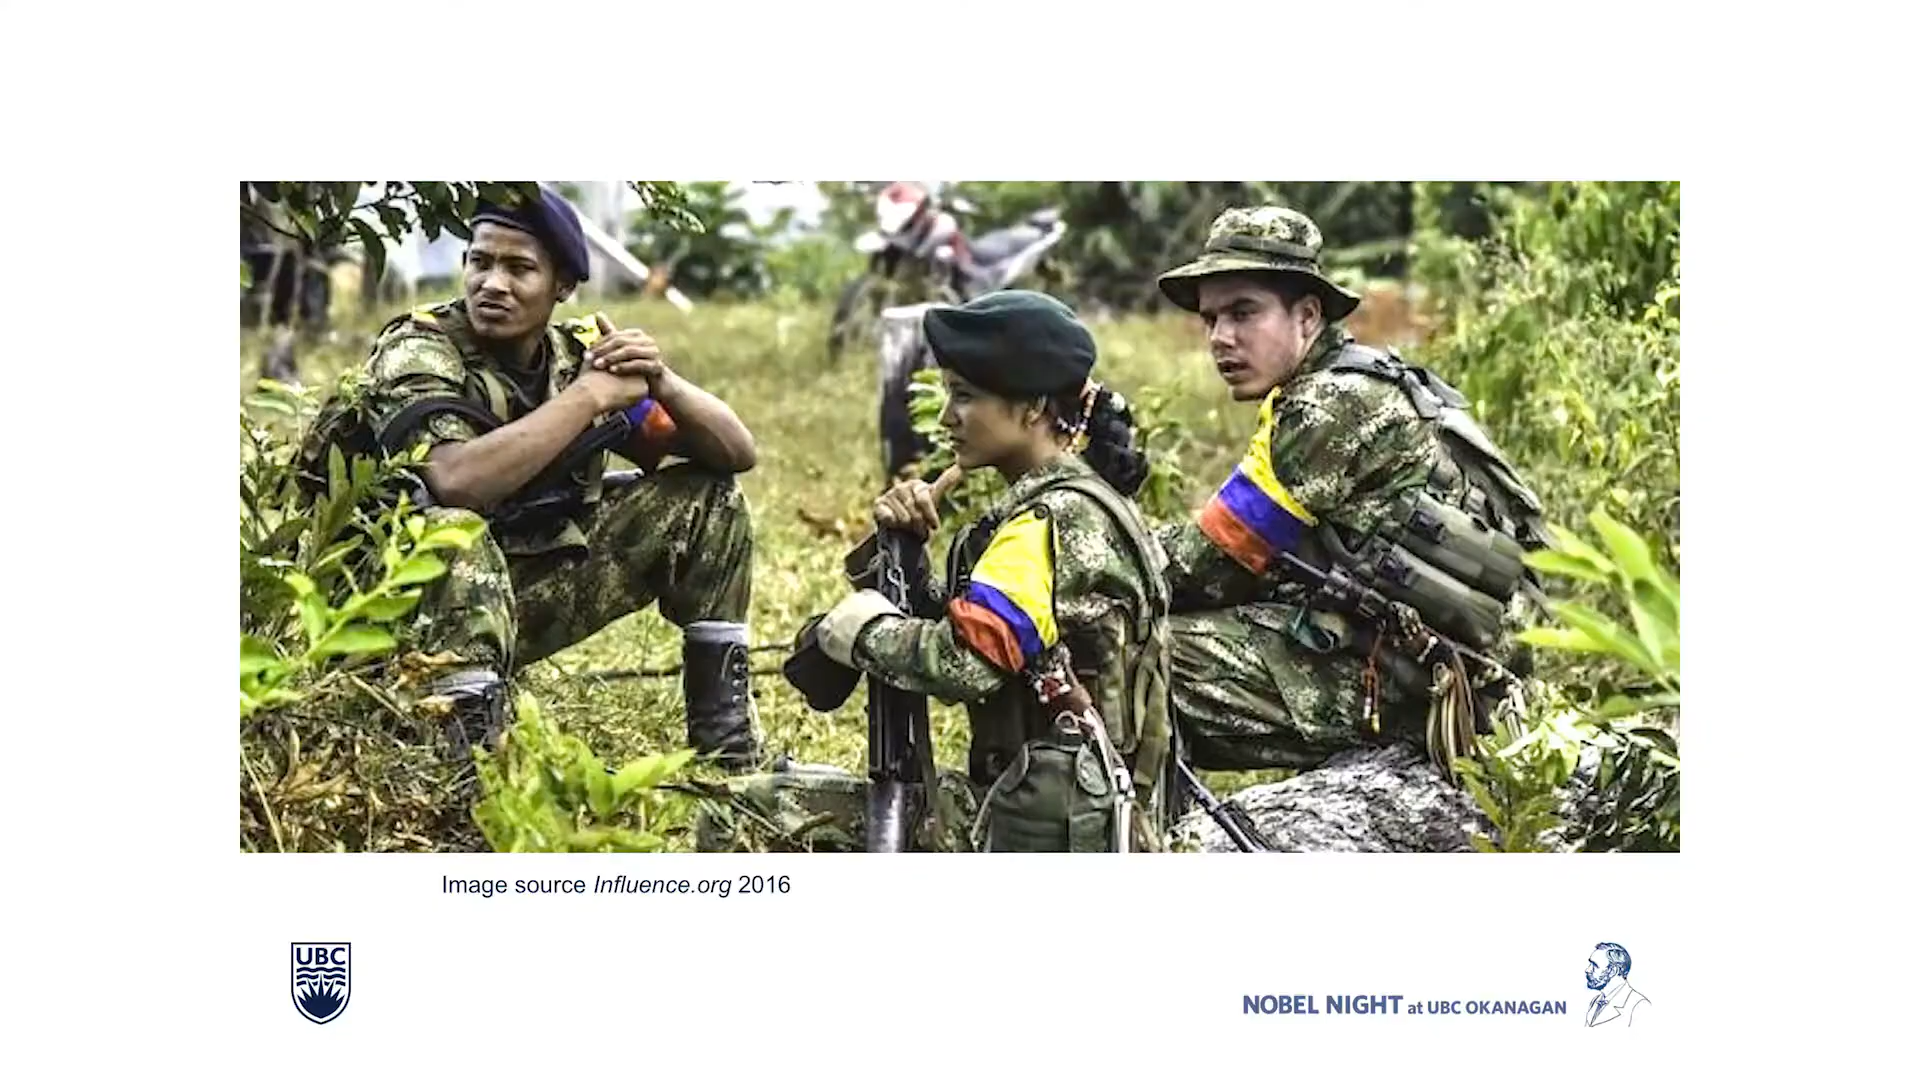 Image source Influence.org 2016
UBC
NOBEL NIGHT at UBC OKANAGAN